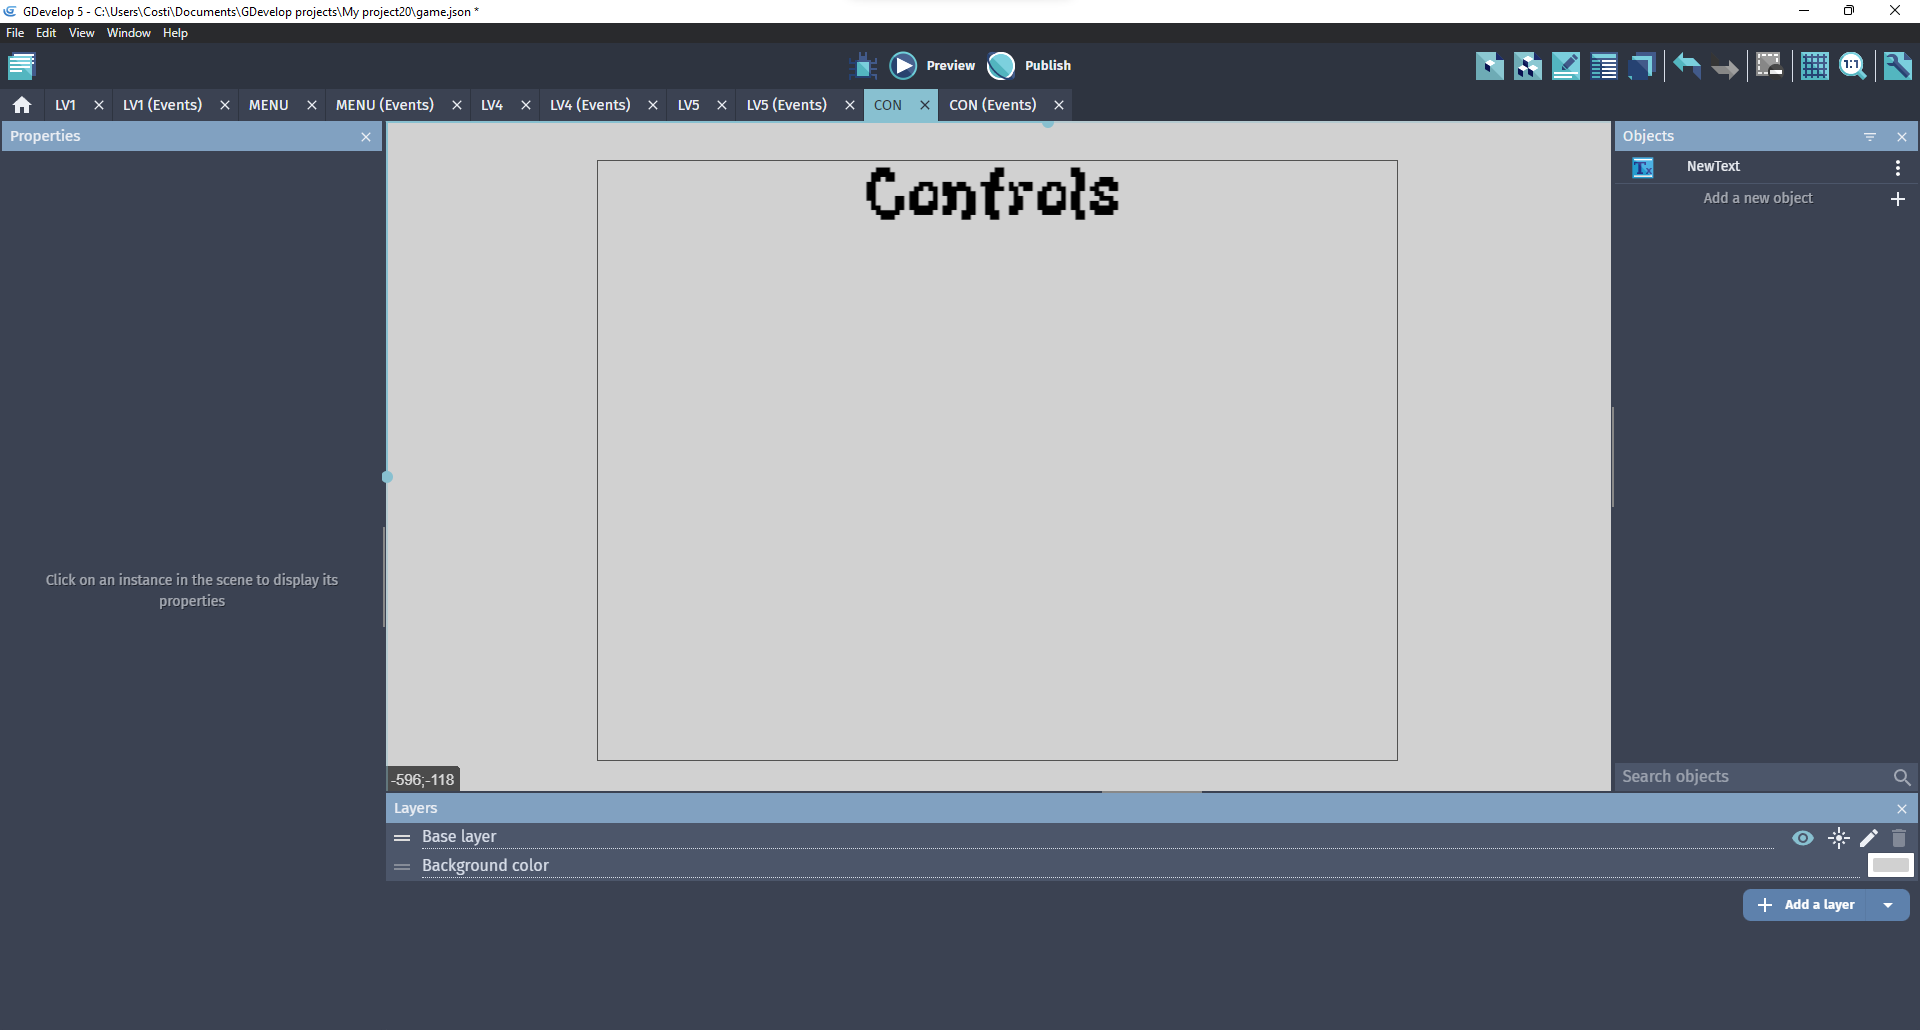 GDevelop 5 - C:\Users\Costi\Documents\GDevelop projects\My project20\game.json *
File Edit View Window Help
Preview Publish
1:1
LV1 LV1 (Events) MENU MENU (Events) LV4 LV4 (Events) LV5 LV5 (Events) CON CON (Events)
Properties
Click on an instance in the scene to display its
properties
Controls
-596;-118
Objects
Tx NewText
Add a new object
Search objects
Layers
Base layer
Background color
Add a layer